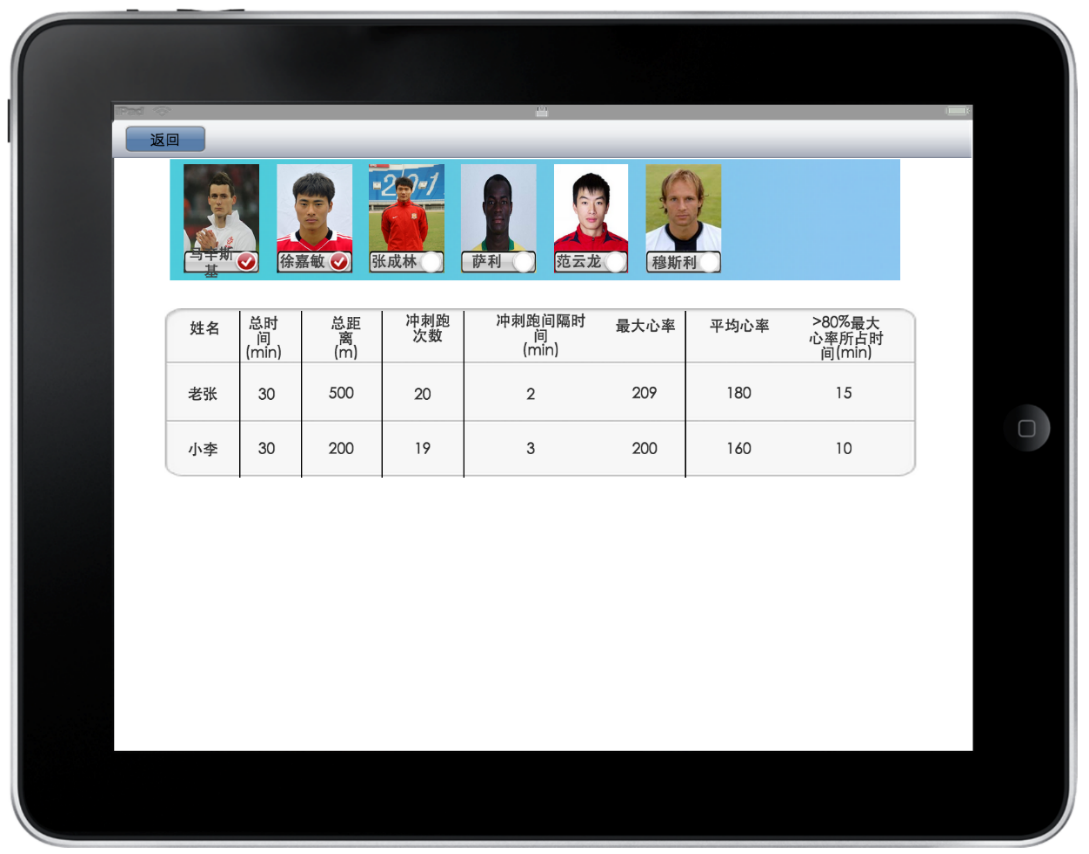 返回
2-1
马辛斯
基
徐嘉敏
张成林
萨利
范云龙
穆斯利
姓名 总时间(min) 总距离(m) 冲刺跑次数 冲刺跑间隔时间(min) 最大心率 平均心率 >80%最大心率所占时间(min)
老张 30 500 20 2 209 180 15
小李 30 200 19 3 200 160 10